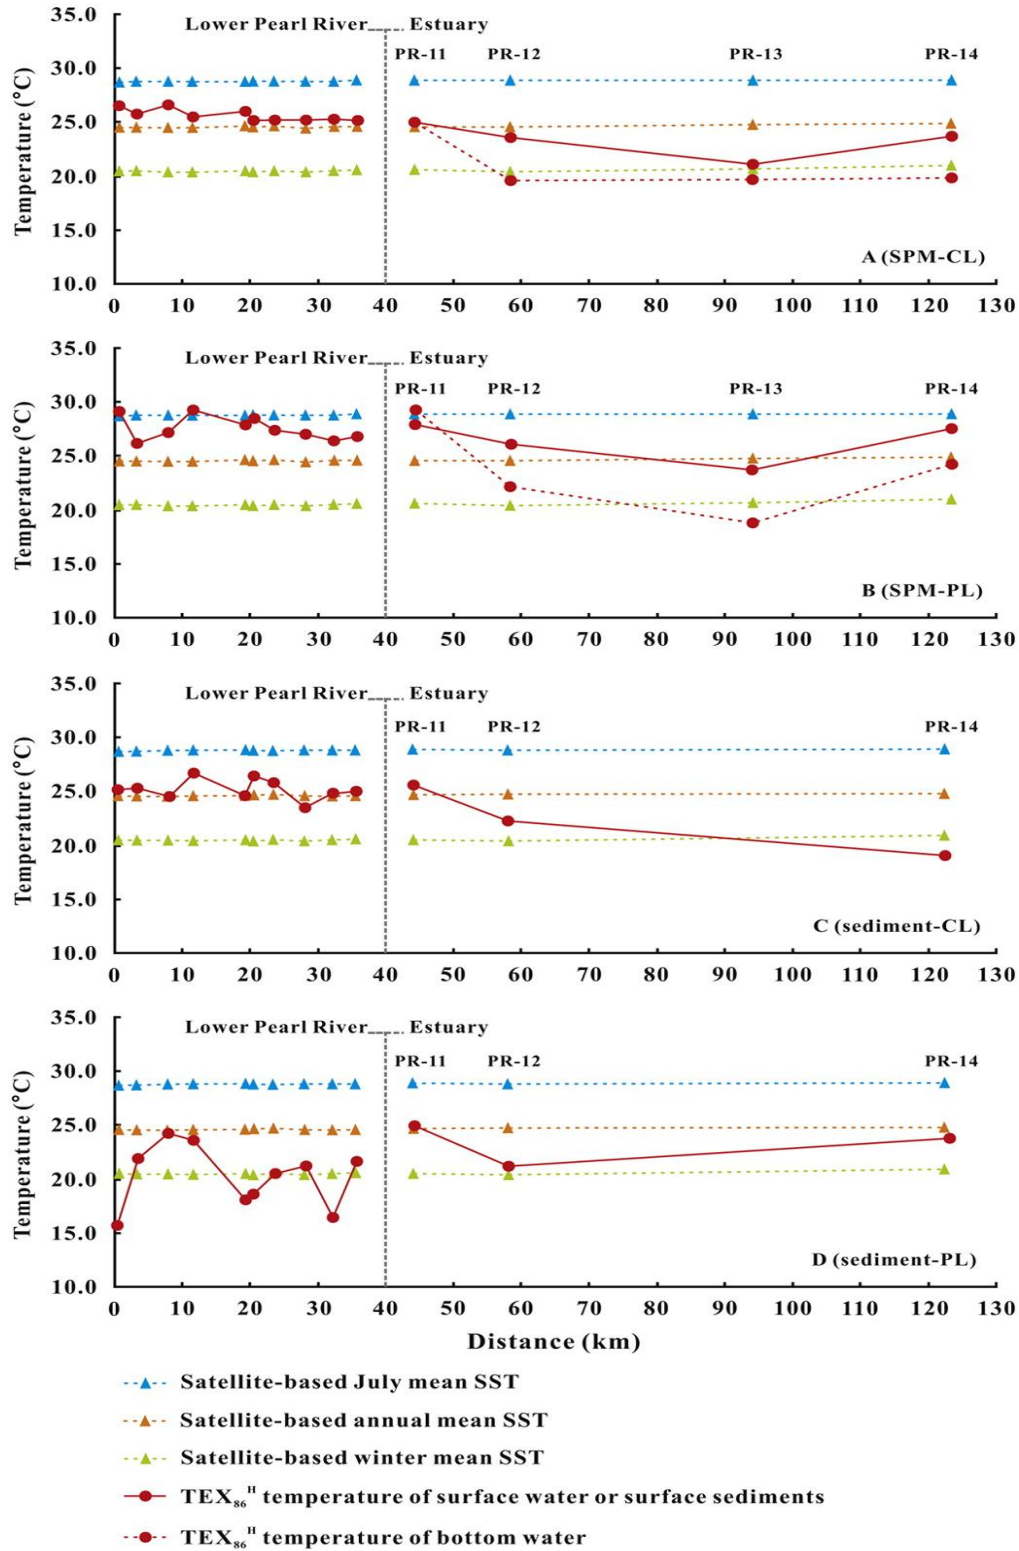 35.0
Lower Pearl River
Estuary
30.0
PR-11
PR-12
PR-13
PR-14
25.0
20.0
15.0
10.0
Temperature (°C)
A (SPM-CL)
0 10 20 30 40 50 60 70 80 90 100 110 120 130
35.0
Lower Pearl River
Estuary
30.0
PR-11
PR-12
PR-13
PR-14
25.0
20.0
15.0
10.0
Temperature (°C)
B (SPM-PL)
0 10 20 30 40 50 60 70 80 90 100 110 120 130
35.0
Lower Pearl River
Estuary
30.0
PR-11
PR-12
PR-14
25.0
20.0
15.0
10.0
Temperature (°C)
C (sediment-CL)
0 10 20 30 40 50 60 70 80 90 100 110 120 130
35.0
Lower Pearl River
Estuary
30.0
PR-11
PR-12
PR-14
25.0
20.0
15.0
10.0
Temperature (°C)
D (sediment-PL)
0 10 20 30 40 50 60 70 80 90 100 110 120 130
Distance (km)
Satellite-based July mean SST
Satellite-based annual mean SST
Satellite-based winter mean SST
TEX₈₆ᴴ temperature of surface water or surface sediments
TEX₈₆ᴴ temperature of bottom water